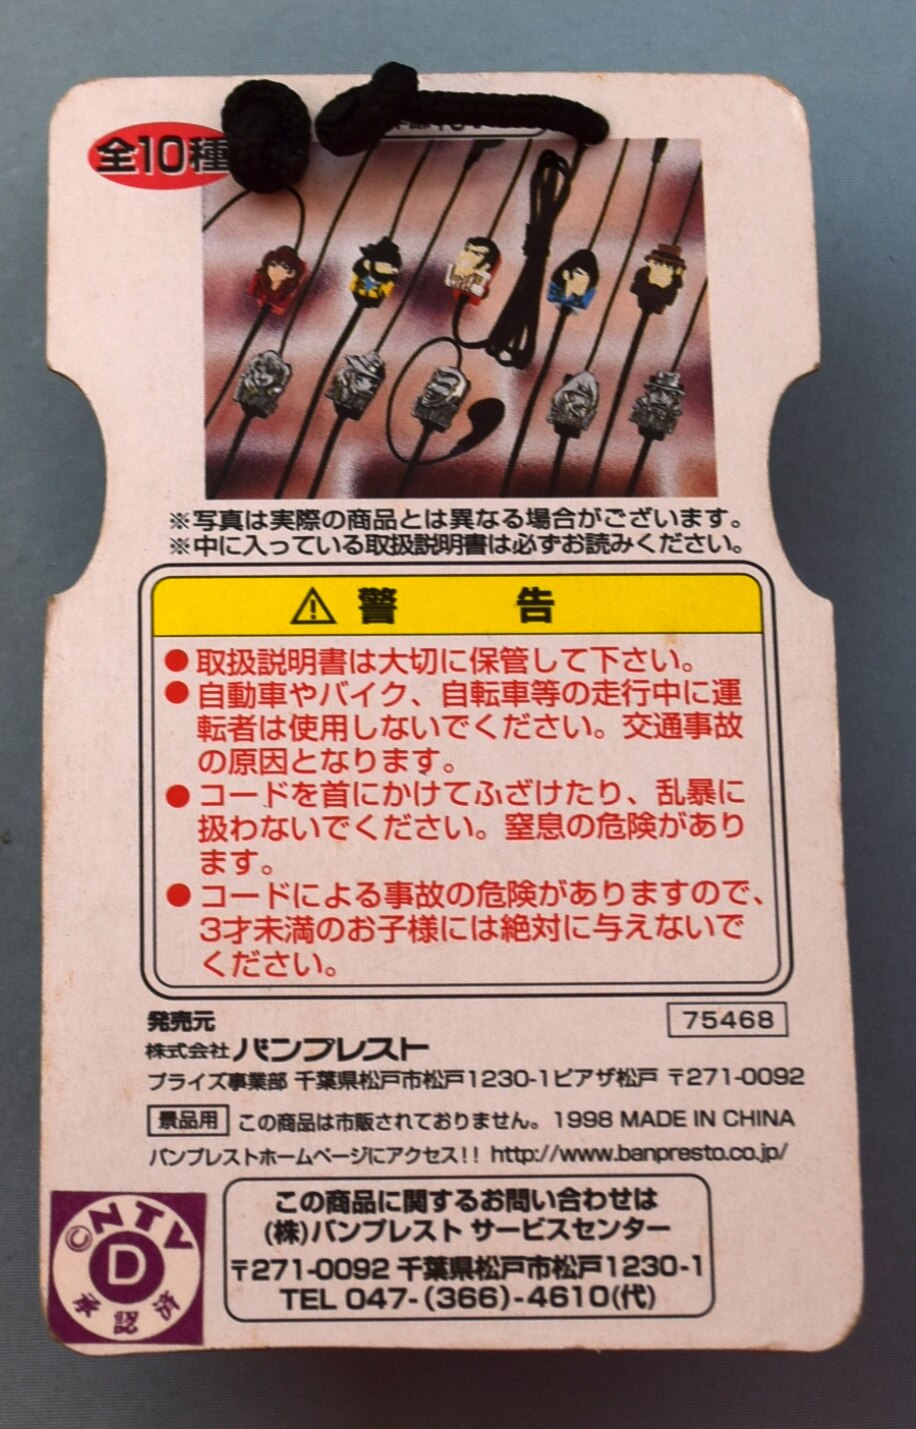 全10種
※写真は実際の商品とは異なる場合がございます。
※中に入っている取扱説明書は必ずお読みください。
⚠警 告
●取扱説明書は大切に保管して下さい。
●自動車やバイク、自転車等の走行中に運
転者は使用しないでください。交通事故
の原因となります。
●コードを首にかけてふざけたり、乱暴に
扱わないでください。窒息の危険があり
ます。
●コードによる事故の危険がありますので、
3才未満のお子様には絶対に与えないで
ください。
発売元
75468
株式会社バンプレスト
プライズ事業部 千葉県松戸市松戸1230-1ピアザ松戸 〒271-0092
景品用 この商品は市販されておりません。1998 MADE IN CHINA
バンプレストホームページにアクセス!! http://www.banpresto.co.jp/
この商品に関するお問い合わせは
(株)バンプレスト サービスセンター
〒271-0092 千葉県松戸市松戸1230-1
TEL 047-(366)-4610(代)
©NTV
D
承認済